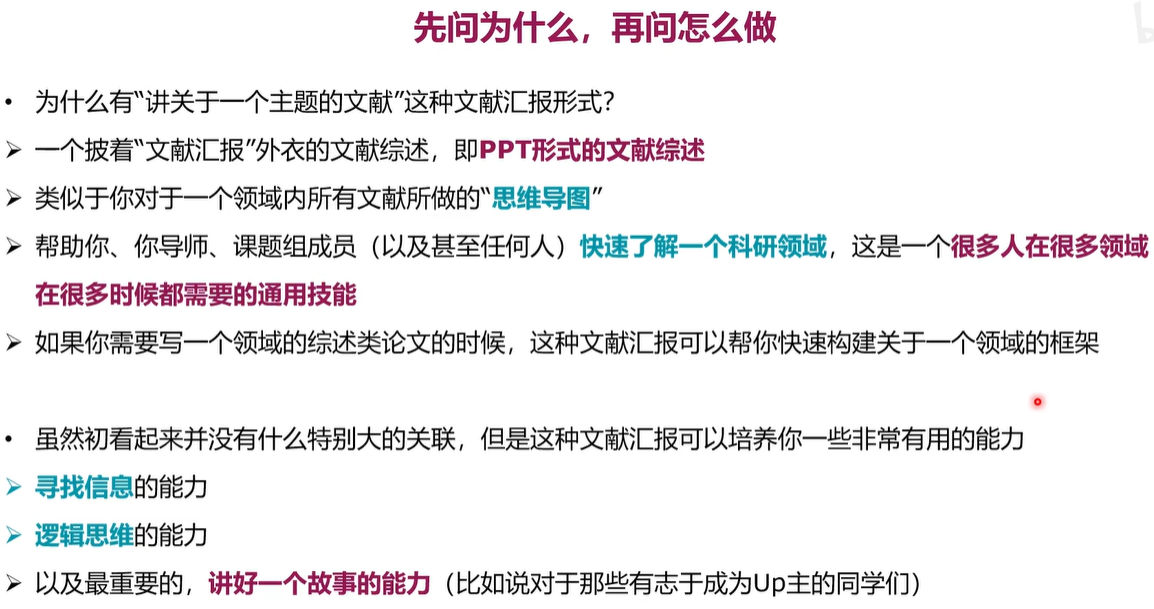 先问为什么，再问怎么做
• 为什么有“讲关于一个主题的文献”这种文献汇报形式？
➢ 一个披着“文献汇报”外衣的文献综述，即PPT形式的文献综述
➢ 类似于你对于一个领域内所有文献所做的“思维导图”
➢ 帮助你、你导师、课题组成员（以及甚至任何人）快速了解一个科研领域，这是一个很多人在很多领域
在很多时候都需要的通用技能
➢ 如果你需要写一个领域的综述类论文的时候，这种文献汇报可以帮你快速构建关于一个领域的框架
• 虽然初看起来并没有什么特别大的关联，但是这种文献汇报可以培养你一些非常有用的能力
➢ 寻找信息的能力
➢ 逻辑思维的能力
➢ 以及最重要的，讲好一个故事的能力（比如说对于那些有志于成为Up主的同学们）